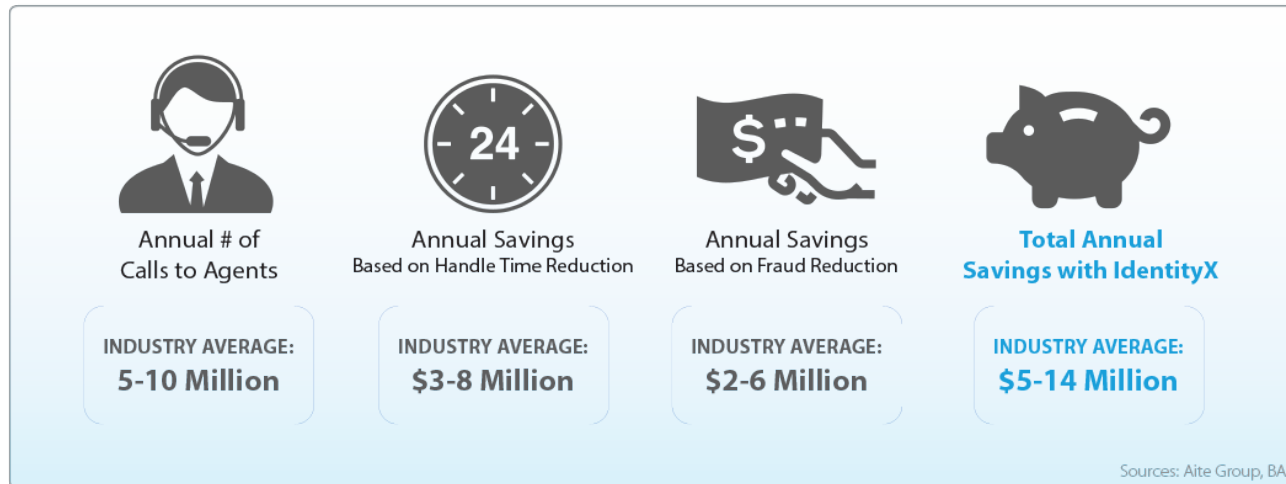 24
$
Annual # of
Calls to Agents
Annual Savings
Based on Handle Time Reduction
Annual Savings
Based on Fraud Reduction
Total Annual
Savings with IdentityX
INDUSTRY AVERAGE:
5-10 Million
INDUSTRY AVERAGE:
$3-8 Million
INDUSTRY AVERAGE:
$2-6 Million
INDUSTRY AVERAGE:
$5-14 Million
Sources: Aite Group, BA